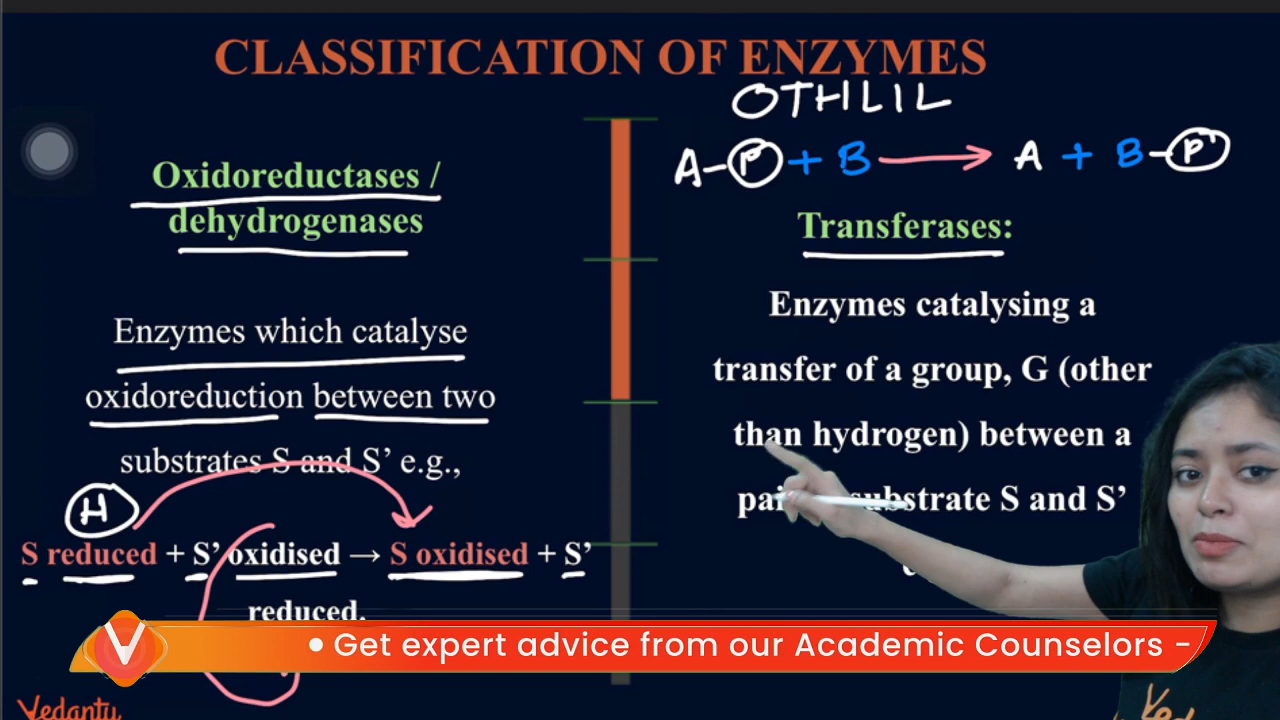 CLASSIFICATION OF ENZYMES
OTHLIL
A-P + B → A + B-P
Oxidoreductases /
dehydrogenases
Enzymes which catalyse
oxidoreduction between two
substrates S and S’ e.g.,
H
S reduced + S’ oxidised → S oxidised + S’
reduced.
Transferases:
Enzymes catalysing a
transfer of a group, G (other
than hydrogen) between a
substrate S and S’
• Get expert advice from our Academic Counselors -
Vedantu